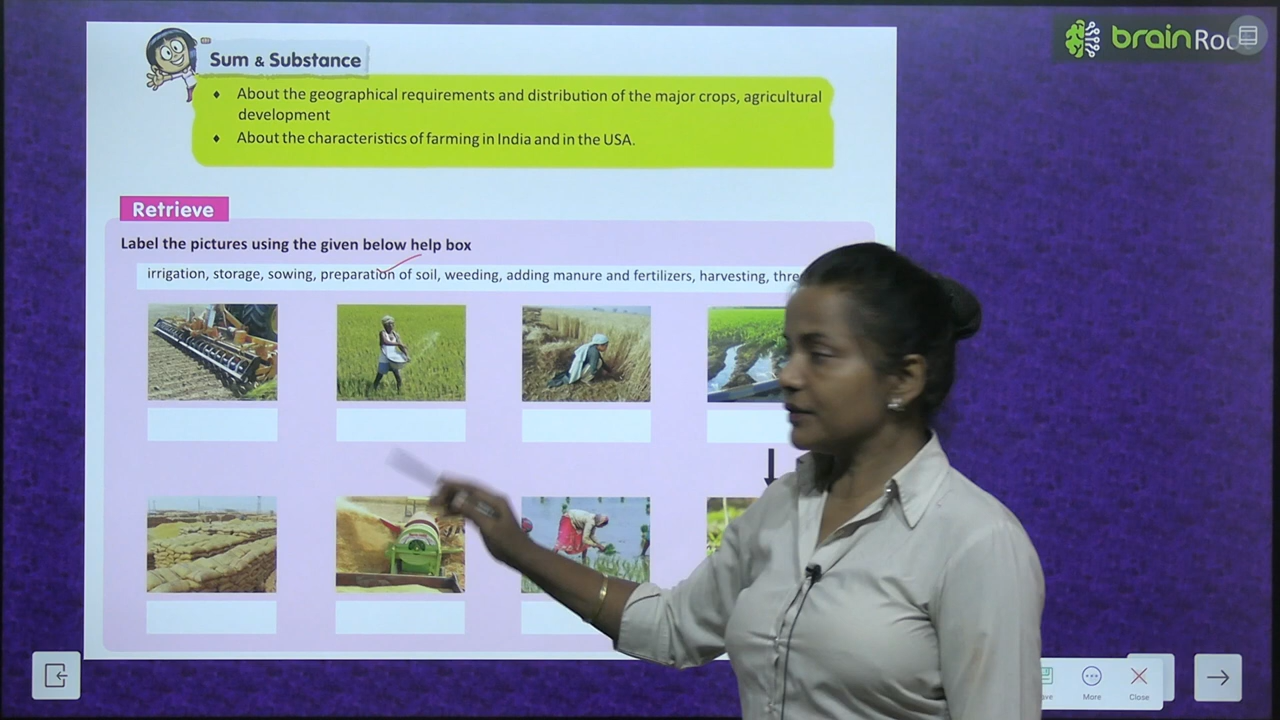 brain
Sum & Substance
♦ About the geographical requirements and distribution of the major crops, agricultural
development
♦ About the characteristics of farming in India and in the USA.
Retrieve
Label the pictures using the given below help box
irrigation, storage, sowing, preparation of soil, weeding, adding manure and fertilizers, harvesting,
More
Close